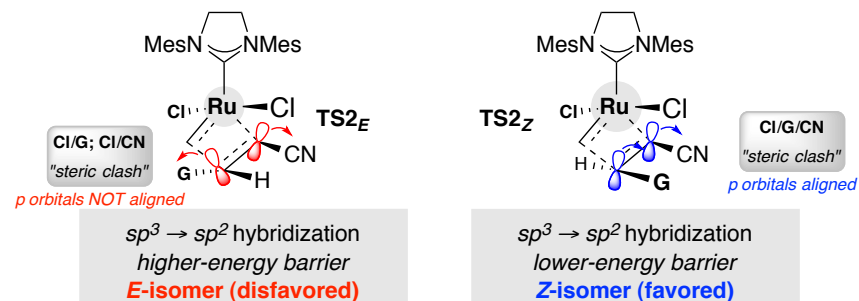 MesN NMes
Cl Ru Cl
TS2E
Cl/G; Cl/CN
"steric clash"
p orbitals NOT aligned
CN
G H
sp3 → sp2 hybridization
higher-energy barrier
E-isomer (disfavored)
MesN NMes
Cl Ru Cl
TS2Z
Cl/G/CN
"steric clash"
p orbitals aligned
CN
H G
sp3 → sp2 hybridization
lower-energy barrier
Z-isomer (favored)